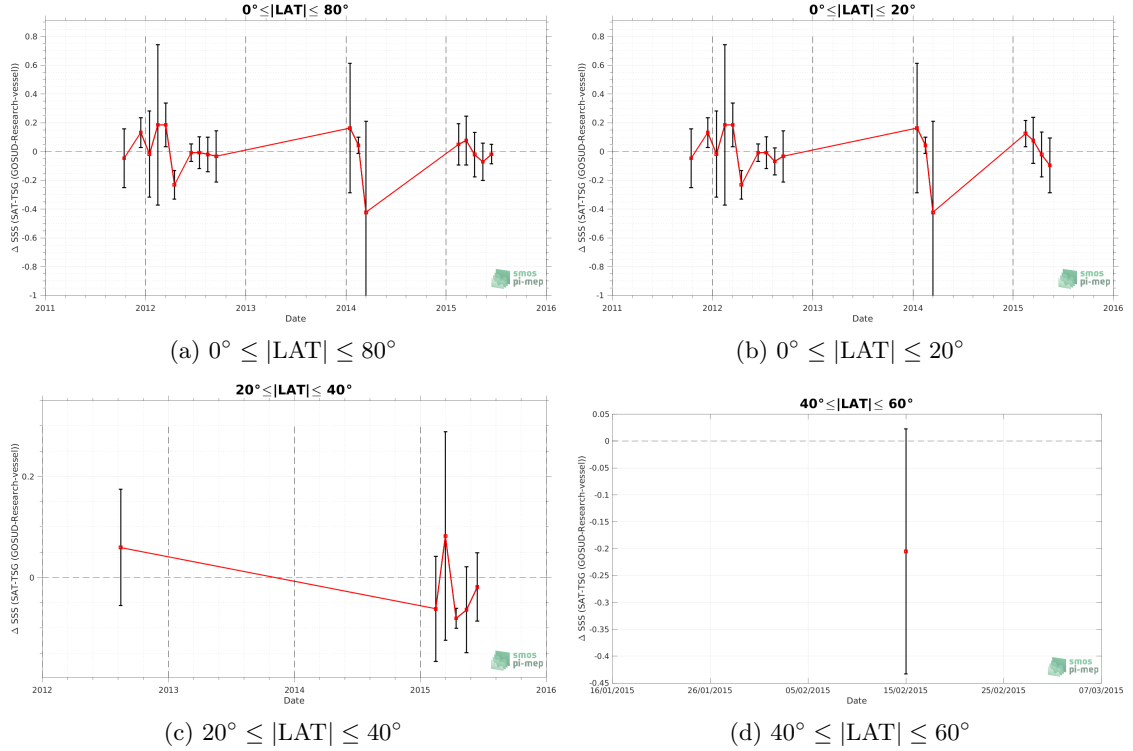 0°≤|LAT|≤ 80°
Δ SSS (SAT-TSG (GOSUD-Research-vessel))
0.8
0.6
0.4
0.2
0
-0.2
-0.4
-0.6
-0.8
-1
2011
2012
2013
2014
2015
2016
Date
smos
pi-mep
(a) 0° ≤ |LAT| ≤ 80°
0°≤|LAT|≤ 20°
Δ SSS (SAT-TSG (GOSUD-Research-vessel))
0.8
0.6
0.4
0.2
0
-0.2
-0.4
-0.6
-0.8
-1
2011
2012
2013
2014
2015
2016
Date
smos
pi-mep
(b) 0° ≤ |LAT| ≤ 20°
20°≤|LAT|≤ 40°
Δ SSS (SAT-TSG (GOSUD-Research-vessel))
0.2
0
2012
2013
2014
2015
2016
Date
smos
pi-mep
(c) 20° ≤ |LAT| ≤ 40°
40°≤|LAT|≤ 60°
Δ SSS (SAT-TSG (GOSUD-Research-vessel))
0.05
0
-0.05
-0.1
-0.15
-0.2
-0.25
-0.3
-0.35
-0.4
-0.45
16/01/2015
26/01/2015
05/02/2015
15/02/2015
25/02/2015
07/03/2015
Date
smos
pi-mep
(d) 40° ≤ |LAT| ≤ 60°